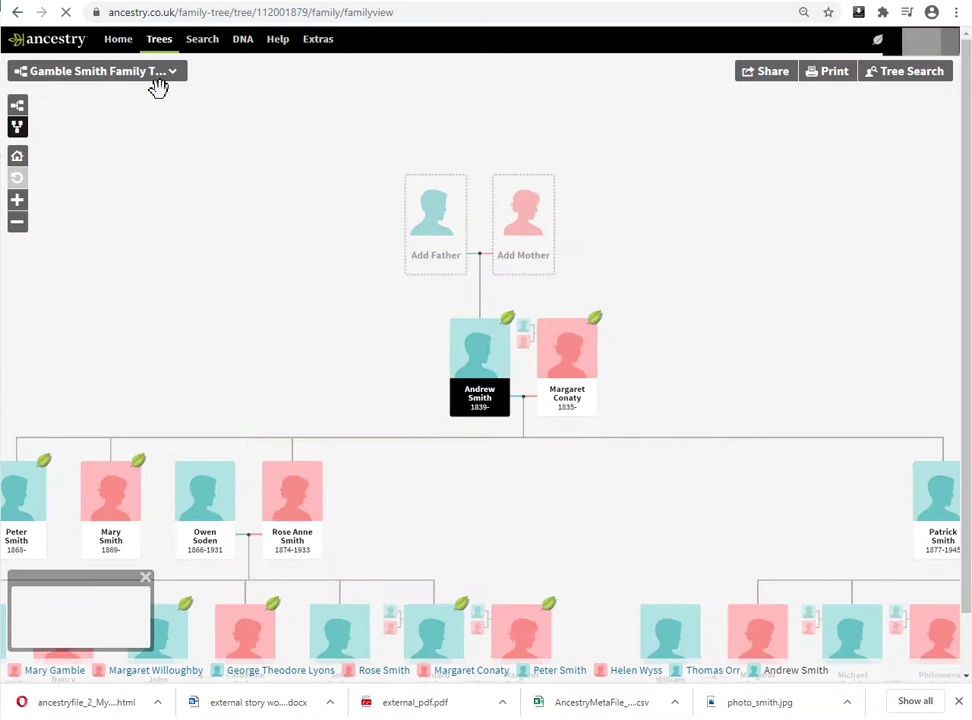 ancestry.co.uk/family-tree/tree/112001879/family/familyview
ancestry Home Trees Search DNA Help Extras
Gamble Smith Family T... Share Print Tree Search
Add Father Add Mother
Andrew Smith 1839-
Margaret Conaty 1835-
Peter Smith 1868-
Mary Smith 1869-
Owen Soden 1866-1931
Rose Anne Smith 1874-1933
Patrick Smith 1877-1945
Mary Gamble Margaret Willoughby George Theodore Lyons Rose Smith Margaret Conaty Peter Smith Helen Wyss Thomas Orr Andrew Smith
ancestryfile_2_My....html external story wo....docx external_pdf.pdf AncestryMetaFile_....csv photo_smith.jpg Show all